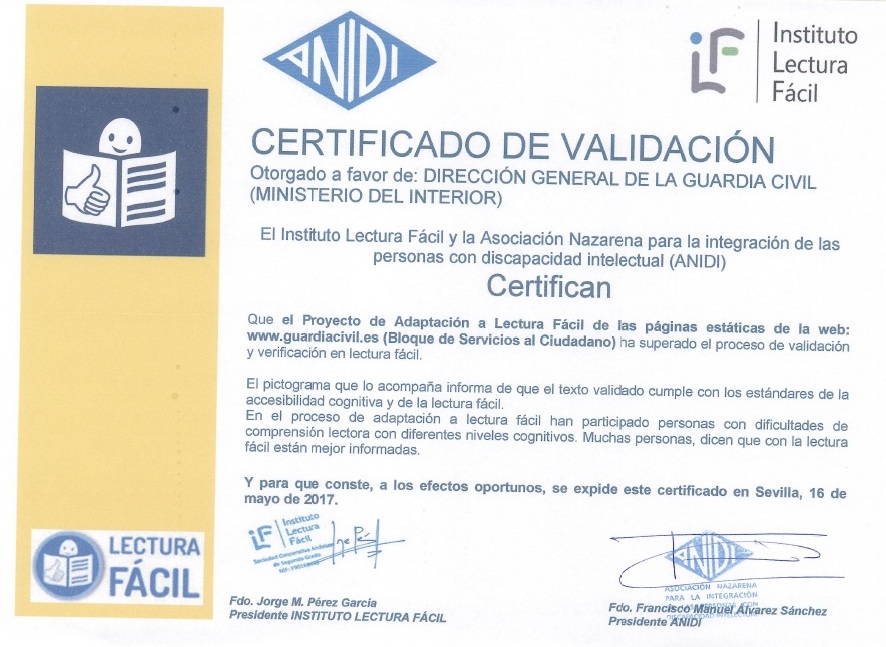 ANIDI
Instituto
Lectura
Fácil
CERTIFICADO DE VALIDACIÓN
Otorgado a favor de: DIRECCIÓN GENERAL DE LA GUARDIA CIVIL
(MINISTERIO DEL INTERIOR)
El Instituto Lectura Fácil y la Asociación Nazarena para la integración de las
personas con discapacidad intelectual (ANIDI)
Certifican
Que el Proyecto de Adaptación a Lectura Fácil de las páginas estáticas de la web:
www.guardiacivil.es (Bloque de Servicios al Ciudadano) ha superado el proceso de validación
y verificación en lectura fácil.
El pictograma que lo acompaña informa de que el texto validado cumple con los estándares de la
accesibilidad cognitiva y de la lectura fácil.
En el proceso de adaptación a lectura fácil han participado personas con dificultades de
comprensión lectora con diferentes niveles cognitivos. Muchas personas, dicen que con la lectura
fácil están mejor informadas.
Y para que conste, a los efectos oportunos, se expide este certificado en Sevilla, 16 de
mayo de 2017.
LECTURA
FÁCIL
Instituto
Lectura
Fácil
Sociedad Cooperativa Andaluza
de Segundo Grado
Fdo. Jorge M. Pérez García
Presidente INSTITUTO LECTURA FÁCIL
ANIDI
ASOCIACIÓN NAZARENA
PARA LA INTEGRACIÓN
Fdo. Francisco Manuel Álvarez Sánchez
Presidente ANIDI